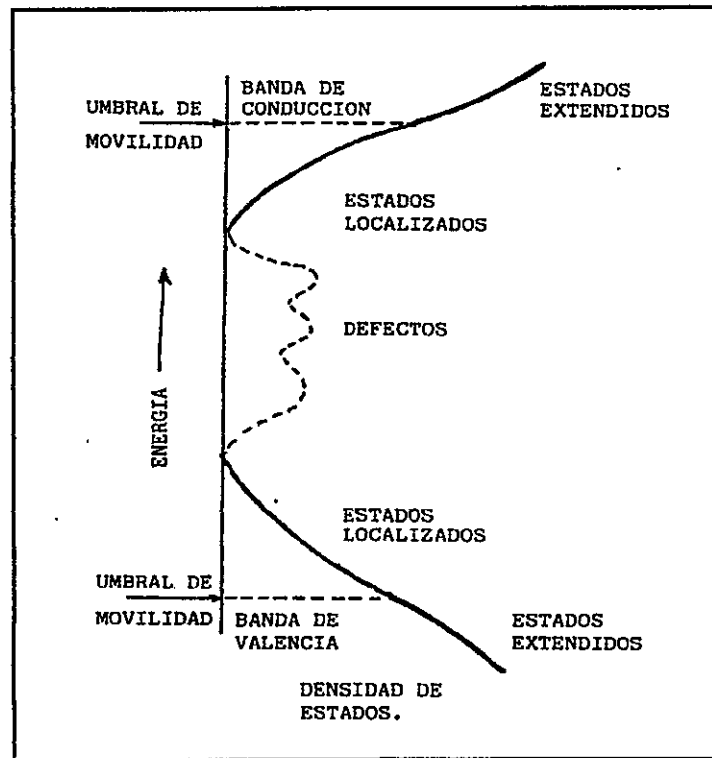 BANDA DE
CONDUCCION
ESTADOS
EXTENDIDOS
UMBRAL DE
MOVILIDAD
ESTADOS
LOCALIZADOS
DEFECTOS
ENERGIA
ESTADOS
LOCALIZADOS
UMBRAL DE
MOVILIDAD
BANDA DE
VALENCIA
ESTADOS
EXTENDIDOS
DENSIDAD DE
ESTADOS.